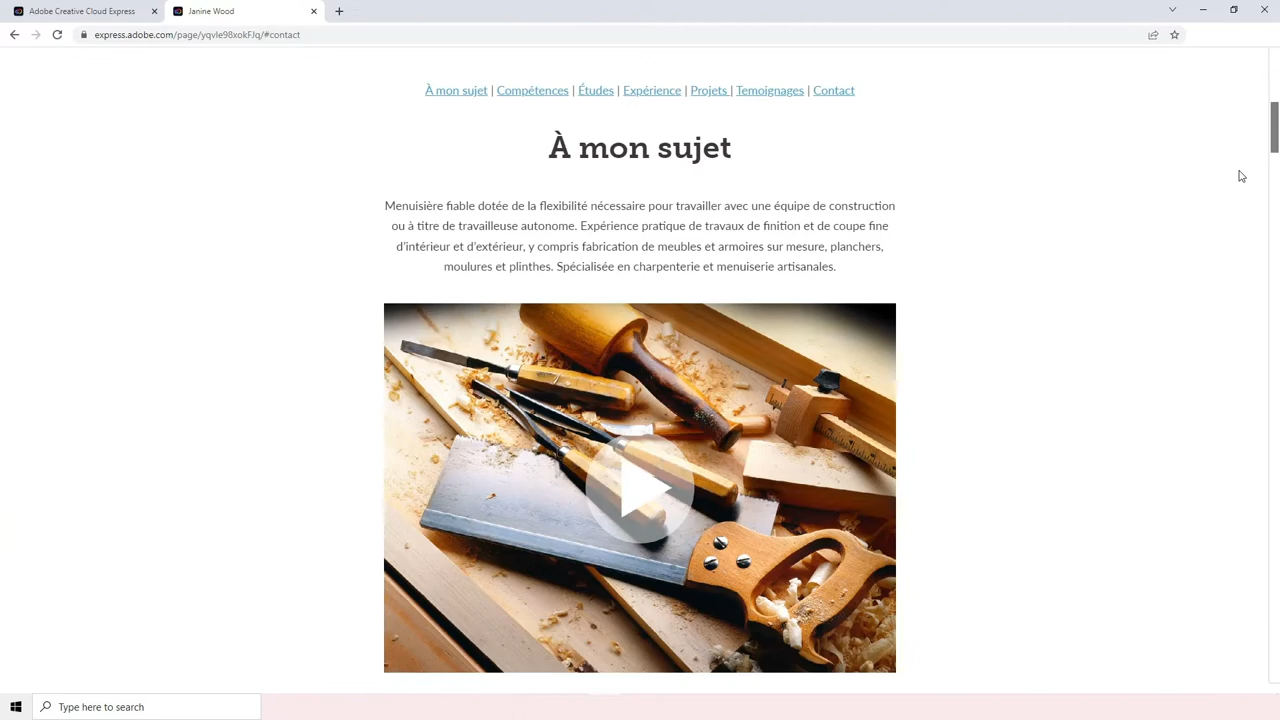 Adobe Creative Cloud Express
Janine Wood
express.adobe.com/page/yqvle98xokFJq/#contact
À mon sujet | Compétences | Études | Expérience | Projets | Temoignages | Contact
À mon sujet
Menuisière fiable dotée de la flexibilité nécessaire pour travailler avec une équipe de construction
ou à titre de travailleuse autonome. Expérience pratique de travaux de finition et de coupe fine
d'intérieur et d'extérieur, y compris fabrication de meubles et armoires sur mesure, planchers,
moulures et plinthes. Spécialisée en charpenterie et menuiserie artisanales.
Type here to search